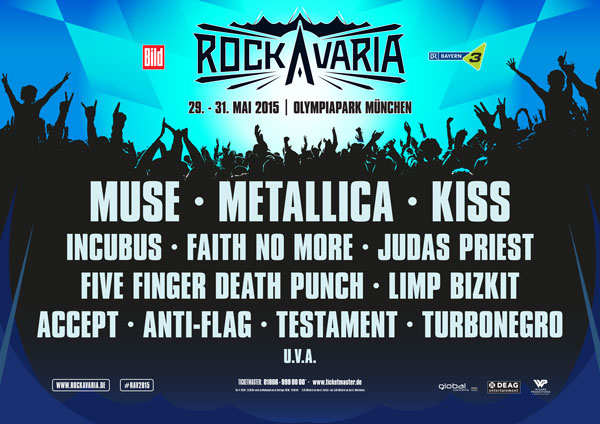 Bild
ROCKAVARIA
BR BAYERN 3
29. - 31. MAI 2015 | OLYMPIAPARK MÜNCHEN
MUSE · METALLICA · KISS
INCUBUS · FAITH NO MORE · JUDAS PRIEST
FIVE FINGER DEATH PUNCH · LIMP BIZKIT
ACCEPT · ANTI-FLAG · TESTAMENT · TURBONEGRO
U.V.A.
WWW.ROCKAVARIA.DE
#RAV2015
TICKETMASTER: 01806 - 999 00 00* · www.ticketmaster.de
global
DEAG
entertainment
WP